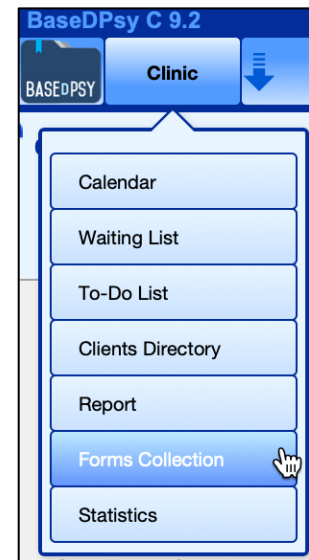 BaseDPsy C 9.2
BASEDPSY
Clinic
Calendar
Waiting List
To-Do List
Clients Directory
Report
Forms Collection
Statistics